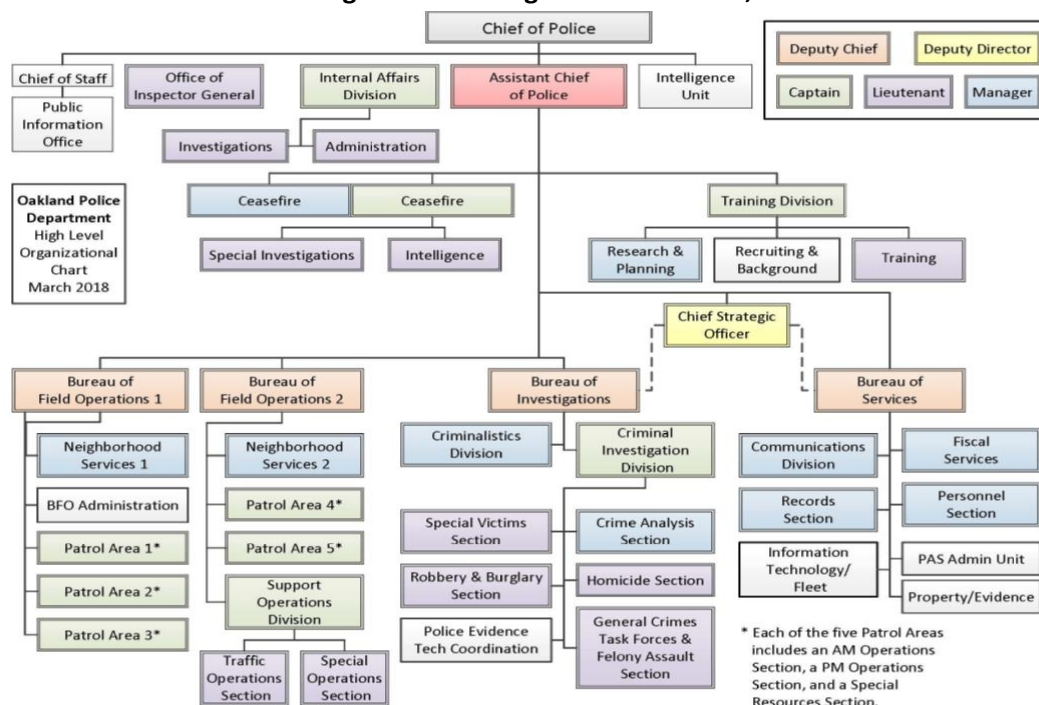 Chief of Police
Deputy Chief
Deputy Director
Captain
Lieutenant
Manager
Chief of Staff
Public
Information
Office
Office of
Inspector General
Internal Affairs
Division
Assistant Chief
of Police
Intelligence
Unit
Investigations
Administration
Oakland Police
Department
High Level
Organizational
Chart
March 2018
Ceasefire
Ceasefire
Training Division
Special Investigations
Intelligence
Research &
Planning
Recruiting &
Background
Training
Chief Strategic
Officer
Bureau of
Field Operations 1
Bureau of
Field Operations 2
Bureau of
Investigations
Bureau of
Services
Neighborhood
Services 1
BFO Administration
Patrol Area 1*
Patrol Area 2*
Patrol Area 3*
Neighborhood
Services 2
Patrol Area 4*
Patrol Area 5*
Support
Operations
Division
Traffic
Operations
Section
Special
Operations
Section
Criminalistics
Division
Criminal
Investigation
Division
Special Victims
Section
Crime Analysis
Section
Robbery & Burglary
Section
Homicide Section
Police Evidence
Tech Coordination
General Crimes
Task Forces &
Felony Assault
Section
Communications
Division
Fiscal
Services
Records
Section
Personnel
Section
Information
Technology/
Fleet
PAS Admin Unit
Property/Evidence
* Each of the five Patrol Areas
includes an AM Operations
Section, a PM Operations
Section, and a Special
Resources Section.